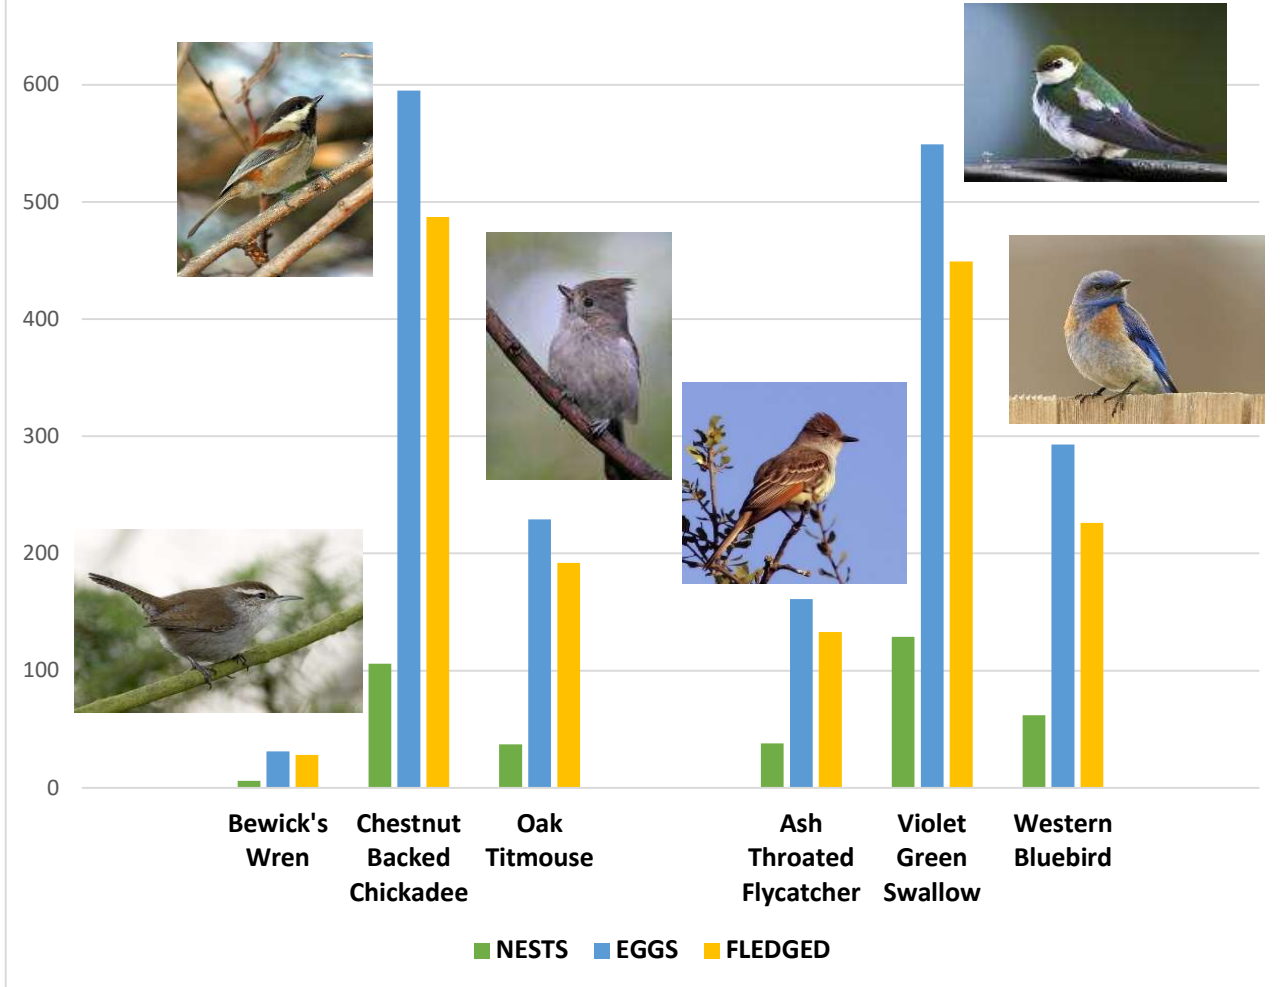 600
500
400
300
200
100
0
Bewick's Wren
Chestnut Backed Chickadee
Oak Titmouse
Ash Throated Flycatcher
Violet Green Swallow
Western Bluebird
NESTS EGGS FLEDGED